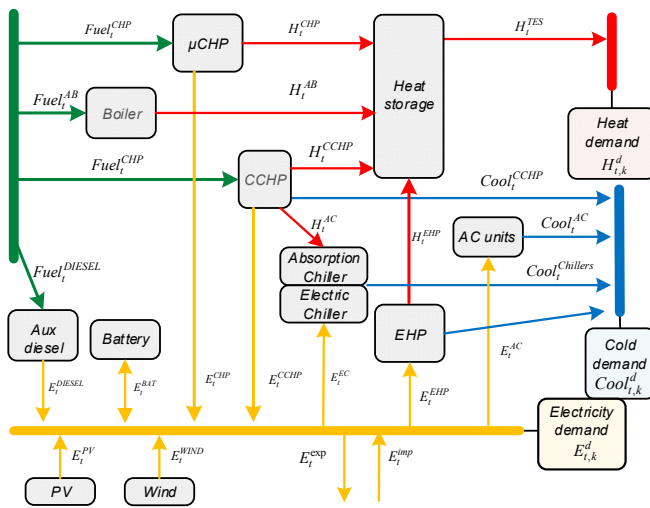 Fuel_t^CHP
H_t^CHP
H_t^TES
μCHP
Heat
storage
Fuel_t^AB
H_t^AB
Boiler
Heat
demand
H_{t,k}^d
Fuel_t^CHP
H_t^CCHP
CCHP
Cool_t^CCHP
H_t^AC
H_t^EHP
AC units
Cool_t^AC
Absorption
Chiller
Electric
Chiller
Cool_t^Chillers
Fuel_t^DIESEL
Aux
diesel
Battery
EHP
Cold
demand
Cool_{t,k}^d
E_t^DIESEL
E_t^BAT
E_t^CHP
E_t^CCHP
E_t^EC
E_t^EHP
E_t^AC
Electricity
demand
E_{t,k}^d
E_t^PV
E_t^WIND
E_t^exp
E_t^imp
PV
Wind